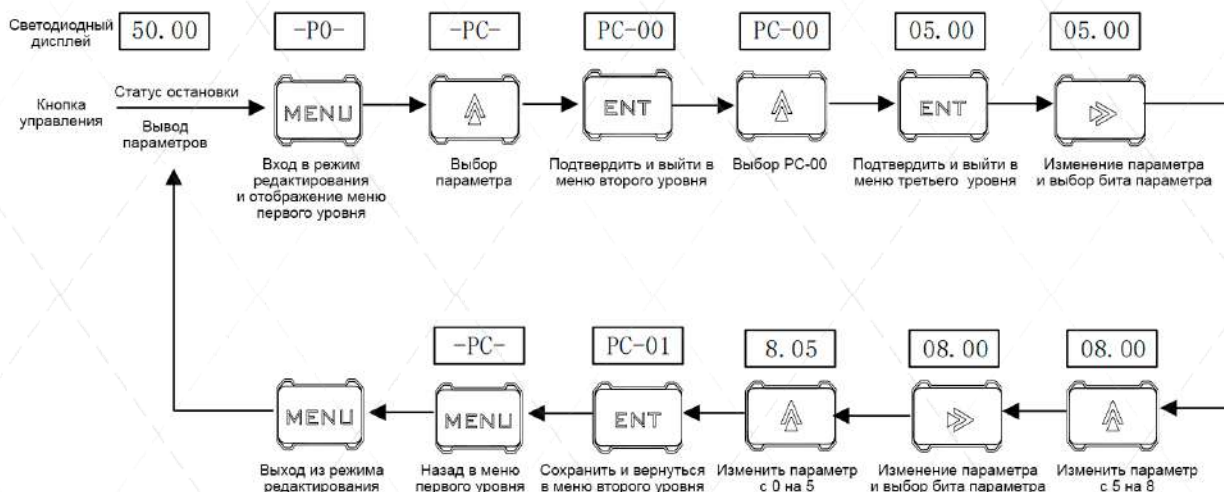 Светодиодный
дисплей
50.00
-P0-
-PC-
PC-00
PC-00
05.00
05.00
Кнопка
управления
Статус остановки
Вывод
параметров
MENU
ENT
ENT
Вход в режим
редактирования
и отображение меню
первого уровня
Выбор
параметра
Подтвердить и выйти в
меню второго уровня
Выбор PC-00
Подтвердить и выйти в
меню третьего уровня
Изменение параметра
и выбор бита параметра
-PC-
PC-01
8.05
08.00
08.00
MENU
MENU
ENT
Выход из режима
редактирования
Назад в меню
первого уровня
Сохранить и вернуться
в меню второго уровня
Изменить параметр
с 0 на 5
Изменение параметра
и выбор бита параметра
Изменить параметр
с 5 на 8